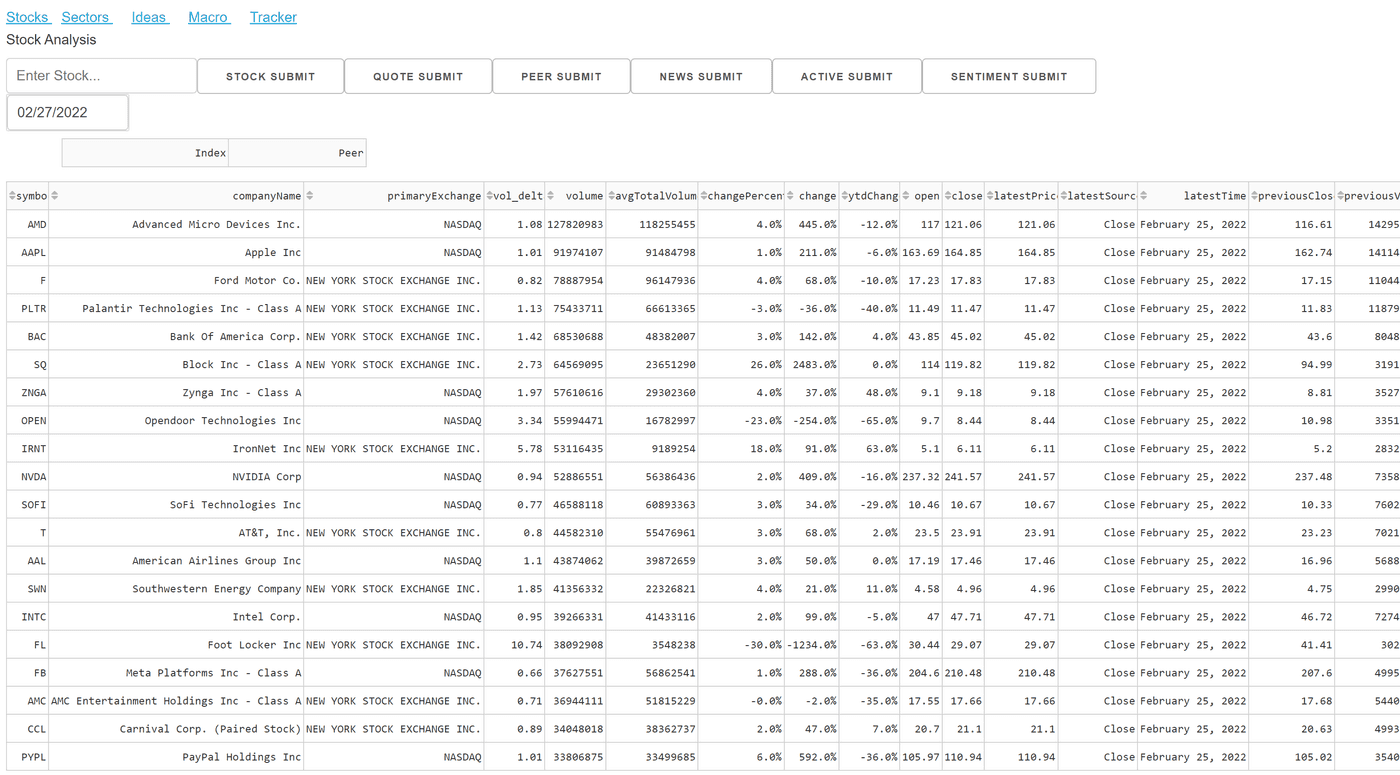 Stocks Sectors Ideas Macro Tracker
Stock Analysis
Enter Stock... STOCK SUBMIT QUOTE SUBMIT PEER SUBMIT NEWS SUBMIT ACTIVE SUBMIT SENTIMENT SUBMIT
02/27/2022
Index Peer
symbo companyName primaryExchange vol_delt volume avgTotalVolum changePercen change ytdChang open close latestPric latestSourc latestTime previousClos previousV
AMD Advanced Micro Devices Inc. NASDAQ 1.08 127820983 118255455 4.0% 445.0% -12.0% 117 121.06 121.06 Close February 25, 2022 116.61 14295
AAPL Apple Inc NASDAQ 1.01 91974107 91484798 1.0% 211.0% -6.0% 163.69 164.85 164.85 Close February 25, 2022 162.74 14114
F Ford Motor Co. NEW YORK STOCK EXCHANGE INC. 0.82 78887954 96147936 4.0% 68.0% -10.0% 17.23 17.83 17.83 Close February 25, 2022 17.15 11044
PLTR Palantir Technologies Inc - Class A NEW YORK STOCK EXCHANGE INC. 1.13 75433711 66613365 -3.0% -36.0% -40.0% 11.49 11.47 11.47 Close February 25, 2022 11.83 11879
BAC Bank Of America Corp. NEW YORK STOCK EXCHANGE INC. 1.42 68530688 48382007 3.0% 142.0% 4.0% 43.85 45.02 45.02 Close February 25, 2022 43.6 8048
SQ Block Inc - Class A NEW YORK STOCK EXCHANGE INC. 2.73 64569095 23651290 26.0% 2483.0% 0.0% 114 119.82 119.82 Close February 25, 2022 94.99 3191
ZNGA Zynga Inc - Class A NASDAQ 1.97 57610616 29302360 4.0% 37.0% 48.0% 9.1 9.18 9.18 Close February 25, 2022 8.81 3527
OPEN Opendoor Technologies Inc NASDAQ 3.34 55994471 16782997 -23.0% -254.0% -65.0% 9.7 8.44 8.44 Close February 25, 2022 10.98 3351
IRNT IronNet Inc NEW YORK STOCK EXCHANGE INC. 5.78 53116435 9189254 18.0% 91.0% 63.0% 5.1 6.11 6.11 Close February 25, 2022 5.2 2832
NVDA NVIDIA Corp NASDAQ 0.94 52886551 56386436 2.0% 409.0% -16.0% 237.32 241.57 241.57 Close February 25, 2022 237.48 7358
SOFI SoFi Technologies Inc NASDAQ 0.77 46588118 60893363 3.0% 34.0% -29.0% 10.46 10.67 10.67 Close February 25, 2022 10.33 7602
T AT&T, Inc. NEW YORK STOCK EXCHANGE INC. 0.8 44582310 55476961 3.0% 68.0% 2.0% 23.5 23.91 23.91 Close February 25, 2022 23.23 7021
AAL American Airlines Group Inc NASDAQ 1.1 43874062 39872659 3.0% 50.0% 0.0% 17.19 17.46 17.46 Close February 25, 2022 16.96 5688
SWN Southwestern Energy Company NEW YORK STOCK EXCHANGE INC. 1.85 41356332 22326821 4.0% 21.0% 11.0% 4.58 4.96 4.96 Close February 25, 2022 4.75 2990
INTC Intel Corp. NASDAQ 0.95 39266331 41433116 2.0% 99.0% -5.0% 47 47.71 47.71 Close February 25, 2022 46.72 7274
FL Foot Locker Inc NEW YORK STOCK EXCHANGE INC. 10.74 38092908 3548238 -30.0% -1234.0% -63.0% 30.44 29.07 29.07 Close February 25, 2022 41.41 302
FB Meta Platforms Inc - Class A NASDAQ 0.66 37627551 56862541 1.0% 288.0% -36.0% 204.6 210.48 210.48 Close February 25, 2022 207.6 4995
AMC AMC Entertainment Holdings Inc - Class A NEW YORK STOCK EXCHANGE INC. 0.71 36944111 51815229 -0.0% -2.0% -35.0% 17.55 17.66 17.66 Close February 25, 2022 17.68 5440
CCL Carnival Corp. (Paired Stock) NEW YORK STOCK EXCHANGE INC. 0.89 34048018 38362737 2.0% 47.0% 7.0% 20.7 21.1 21.1 Close February 25, 2022 20.63 4993
PYPL PayPal Holdings Inc NASDAQ 1.01 33806875 33499685 6.0% 592.0% -36.0% 105.97 110.94 110.94 Close February 25, 2022 105.02 3540